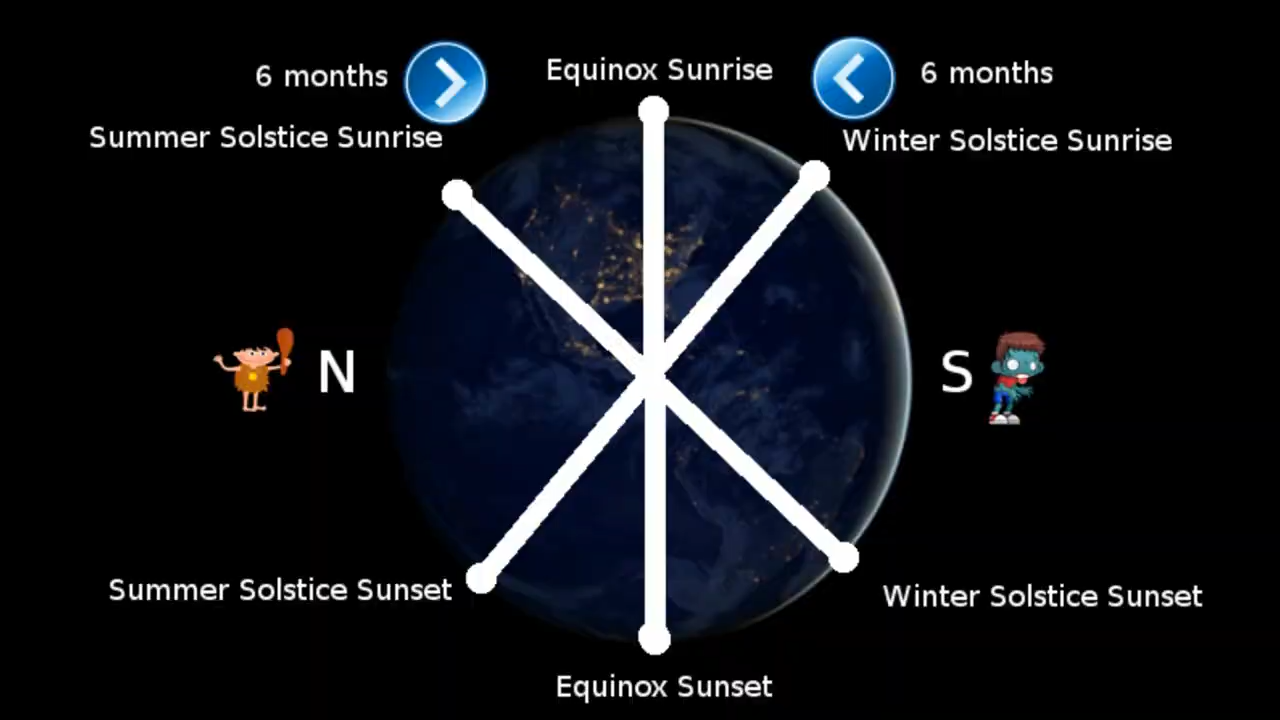 6 months
Equinox Sunrise
6 months
Summer Solstice Sunrise
Winter Solstice Sunrise
N
S
Summer Solstice Sunset
Winter Solstice Sunset
Equinox Sunset